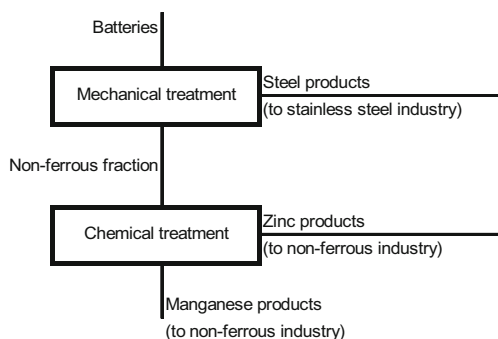 Batteries
Mechanical treatment
Steel products
(to stainless steel industry)
Non-ferrous fraction
Chemical treatment
Zinc products
(to non-ferrous industry)
Manganese products
(to non-ferrous industry)